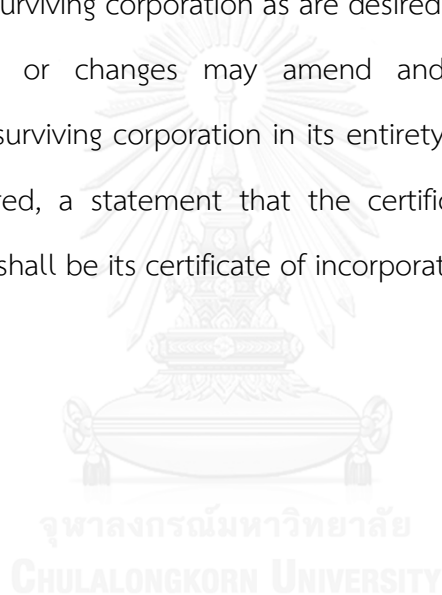 surviving corporation as are desired
or changes may amend and
surviving corporation in its entirety
red, a statement that the certific
shall be its certificate of incorporat
จุฬาลงกรณ์มหาวิทยาลัย
CHULALONGKORN UNIVERSITY